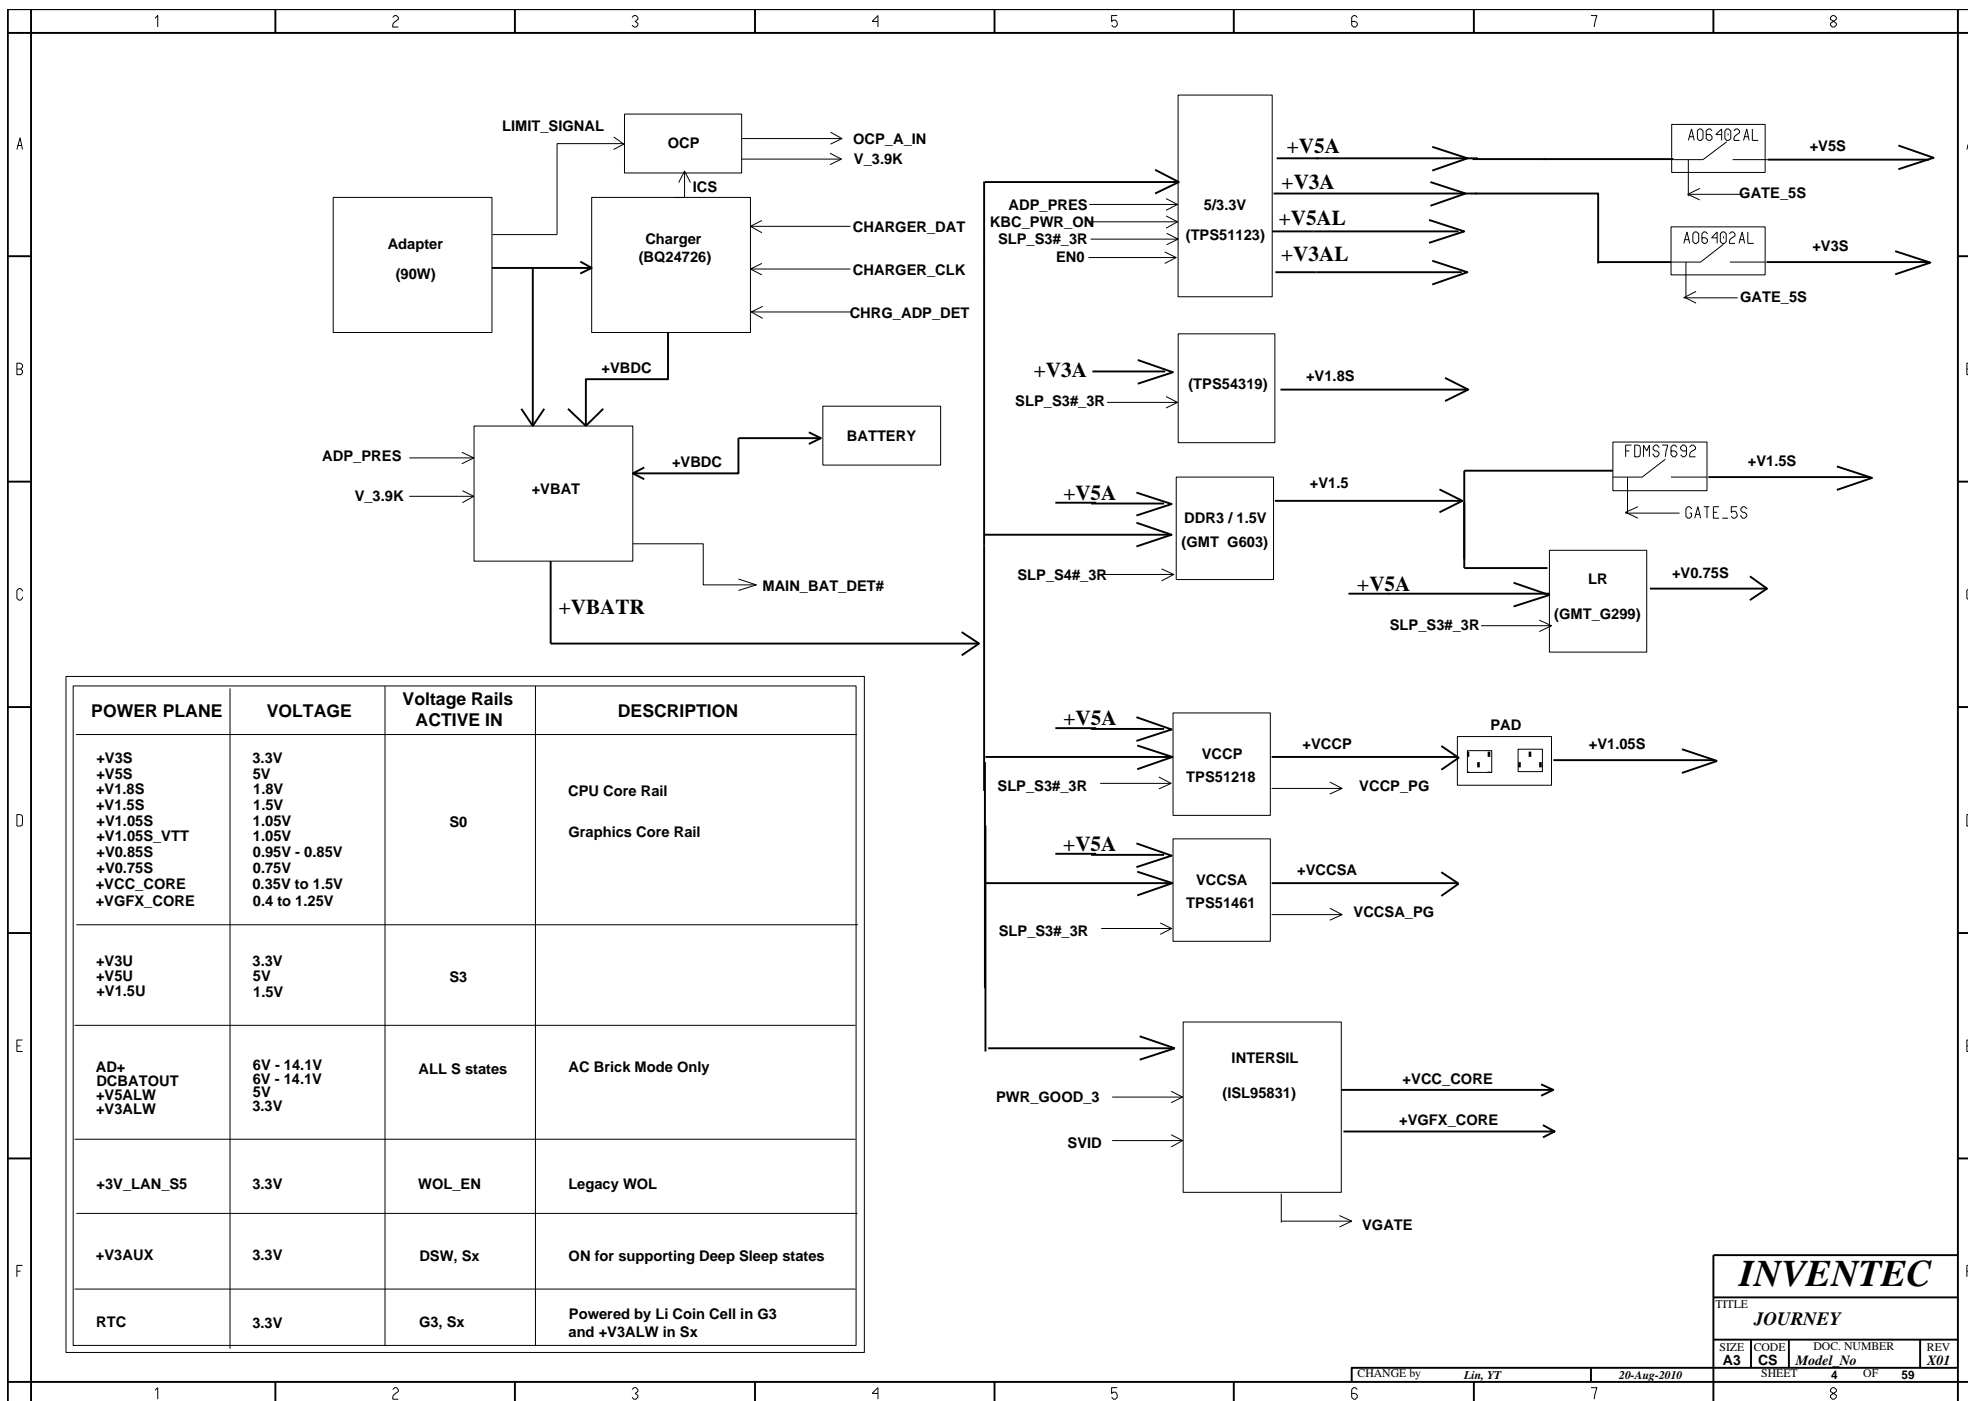 1 2 3 4 5 6 7 8
A
B
C
D
E
F
LIMIT_SIGNAL
OCP
OCP_A_IN
V_3.9K
ICS
Adapter
(90W)
Charger
(BQ24726)
CHARGER_DAT
CHARGER_CLK
CHRG_ADP_DET
+VBDC
BATTERY
ADP_PRES
V_3.9K
+VBAT
+VBDC
MAIN_BAT_DET#
+VBATR
ADP_PRES
KBC_PWR_ON
SLP_S3#_3R
EN0
5/3.3V
(TPS51123)
+V5A
+V3A
+V5AL
+V3AL
AO6402AL
+V5S
GATE_5S
AO6402AL
+V3S
GATE_5S
+V3A
SLP_S3#_3R
(TPS54319)
+V1.8S
+V5A
SLP_S4#_3R
DDR3 / 1.5V
(GMT G603)
+V1.5
FDMS7692
+V1.5S
GATE_5S
+V5A
SLP_S3#_3R
LR
(GMT_G299)
+V0.75S
+V5A
SLP_S3#_3R
VCCP
TPS51218
+VCCP
VCCP_PG
PAD
+V1.05S
+V5A
SLP_S3#_3R
VCCSA
TPS51461
+VCCSA
VCCSA_PG
PWR_GOOD_3
SVID
INTERSIL
(ISL95831)
+VCC_CORE
+VGFX_CORE
VGATE
POWER PLANE VOLTAGE Voltage Rails ACTIVE IN DESCRIPTION
+V3S 3.3V
+V5S 5V
+V1.8S 1.8V CPU Core Rail
+V1.5S 1.5V
+V1.05S 1.05V S0
+V1.05S_VTT 1.05V Graphics Core Rail
+V0.85S 0.95V - 0.85V
+V0.75S 0.75V
+VCC_CORE 0.35V to 1.5V
+VGFX_CORE 0.4 to 1.25V
+V3U 3.3V
+V5U 5V S3
+V1.5U 1.5V
AD+ 6V - 14.1V ALL S states AC Brick Mode Only
DCBATOUT 6V - 14.1V
+V5ALW 5V
+V3ALW 3.3V
+3V_LAN_S5 3.3V WOL_EN Legacy WOL
+V3AUX 3.3V DSW, Sx ON for supporting Deep Sleep states
RTC 3.3V G3, Sx Powered by Li Coin Cell in G3
and +V3ALW in Sx
INVENTEC
TITLE
JOURNEY
SIZE CODE DOC. NUMBER REV
A3 CS Model_No X01
CHANGE by Lin, YT 20-Aug-2010 SHEET 4 OF 59
1 2 3 4 5 6 7 8